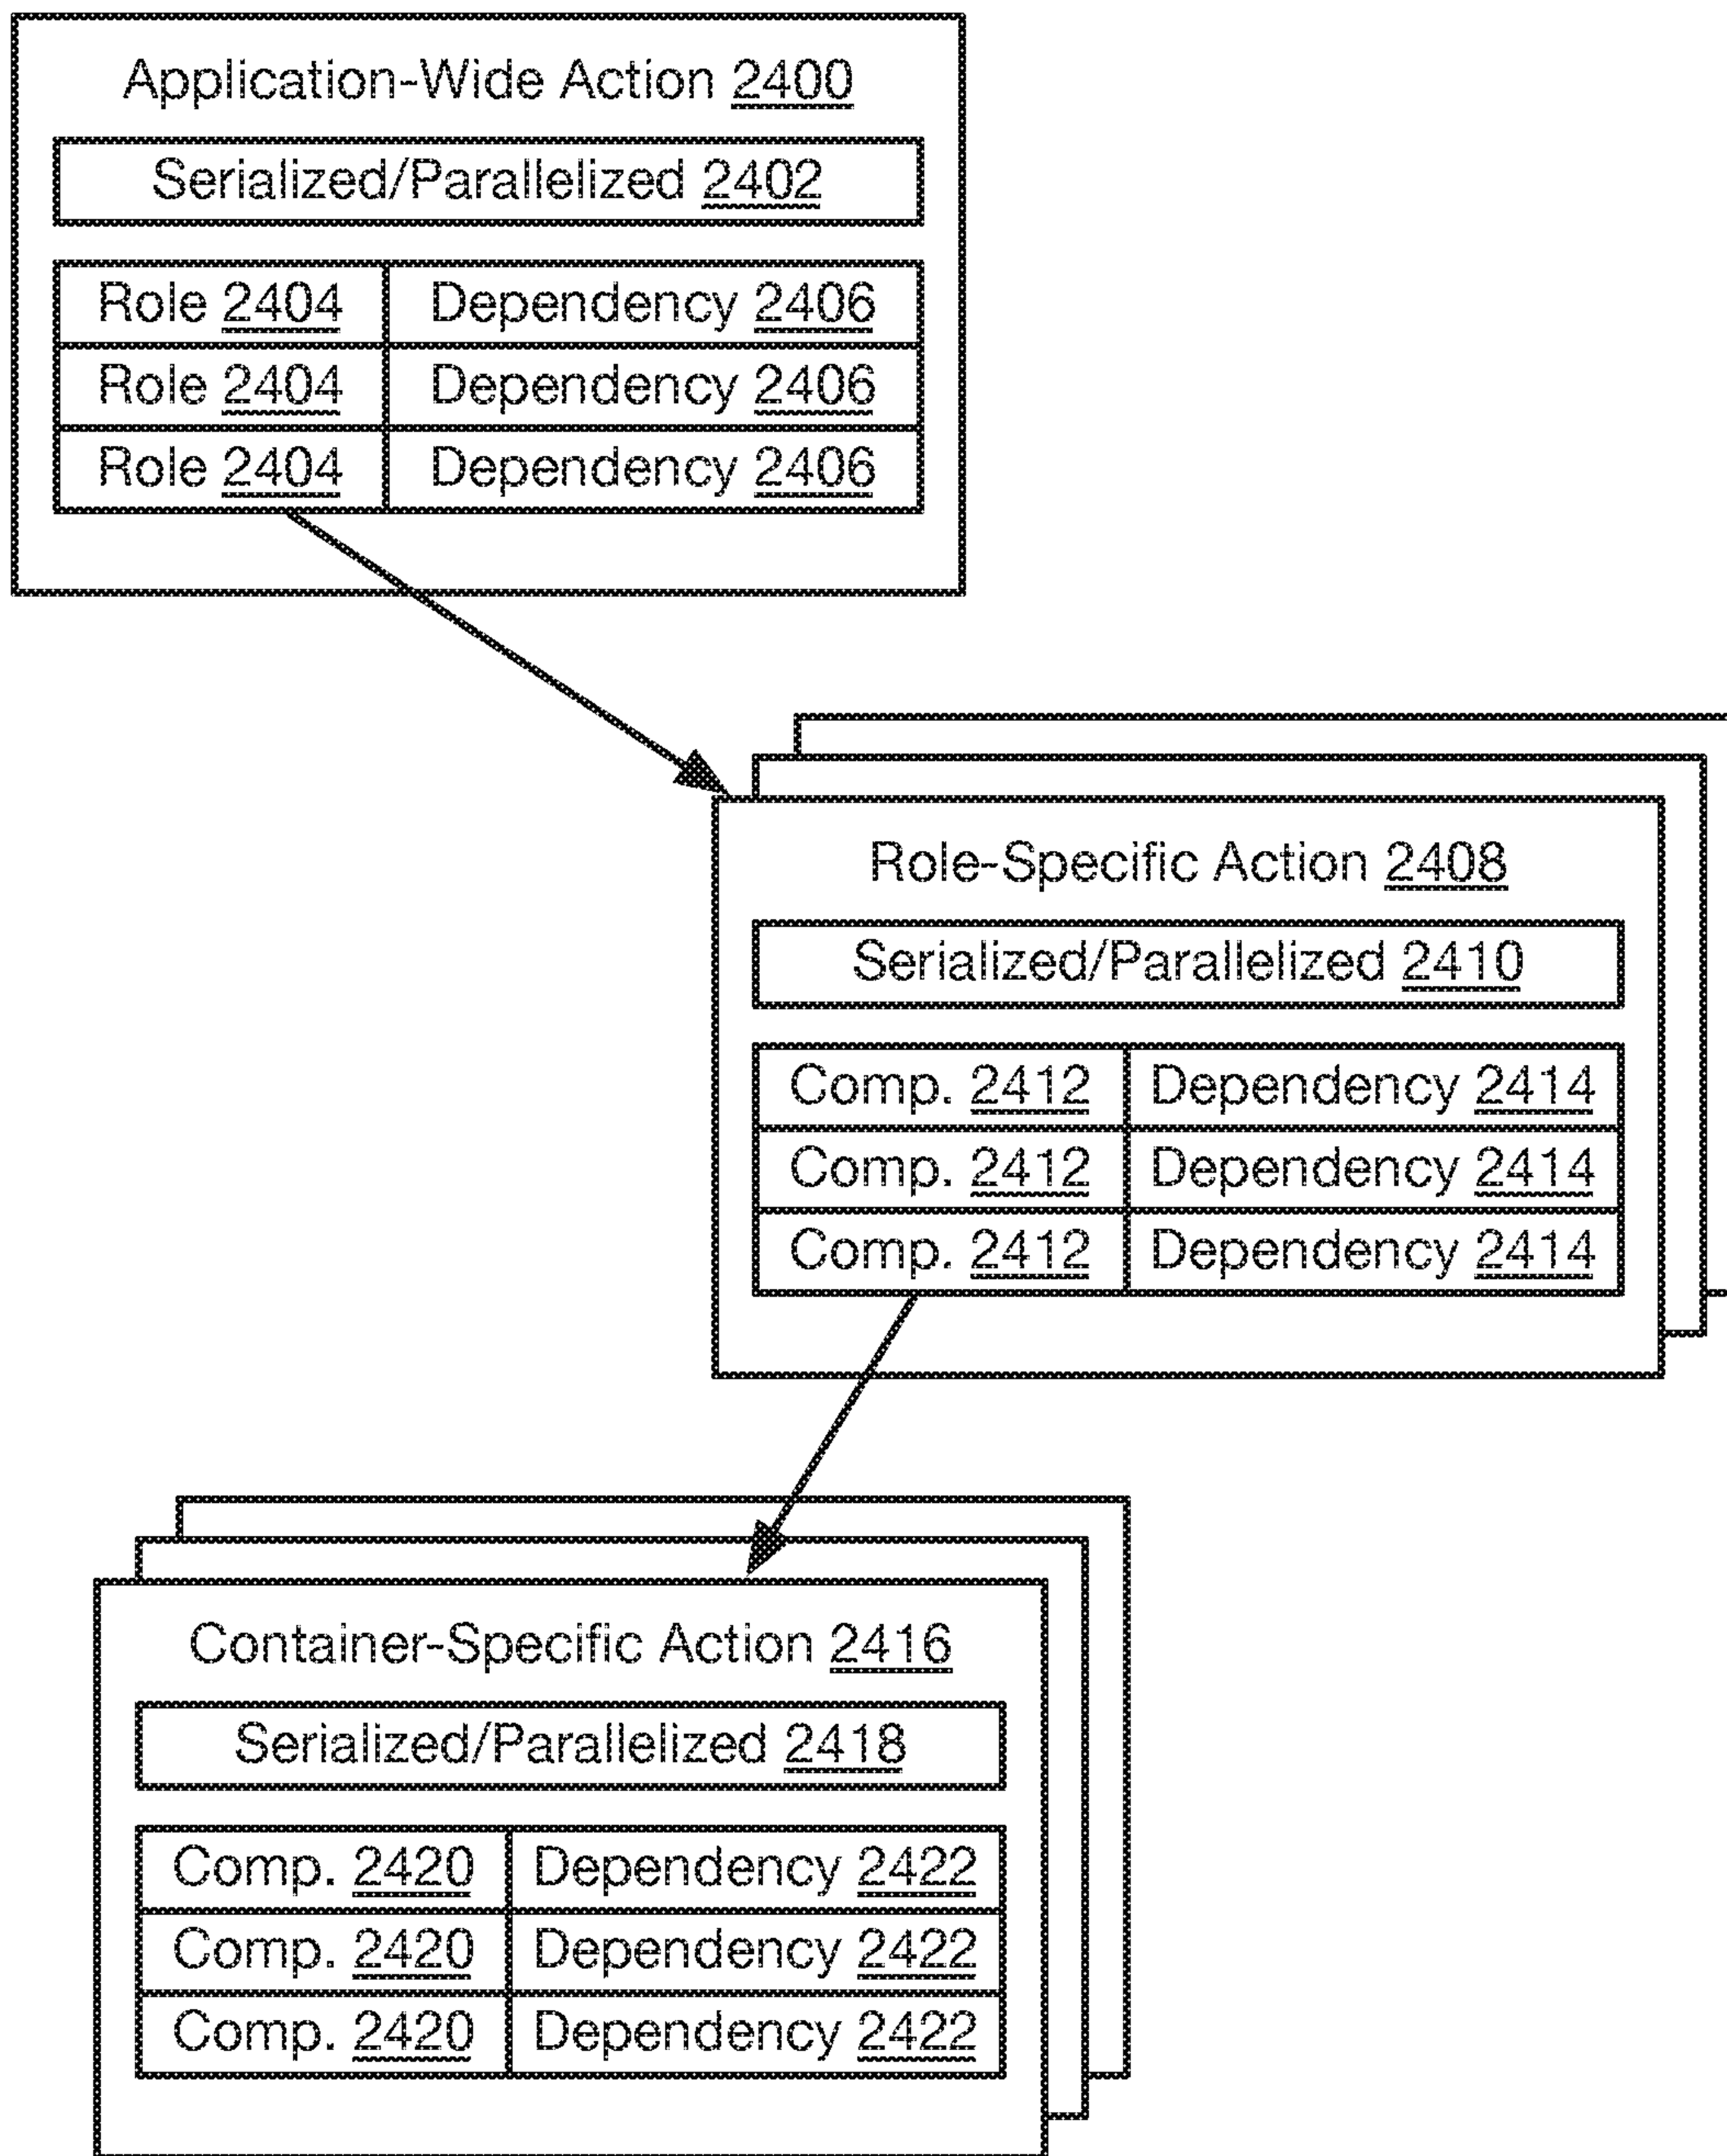 Application-Wide Action 2400
Serialized/Parallelized 2402
Role 2404 Dependency 2406
Role 2404 Dependency 2406
Role 2404 Dependency 2406
Role-Specific Action 2408
Serialized/Parallelized 2410
Comp. 2412 Dependency 2414
Comp. 2412 Dependency 2414
Comp. 2412 Dependency 2414
Container-Specific Action 2416
Serialized/Parallelized 2418
Comp. 2420 Dependency 2422
Comp. 2420 Dependency 2422
Comp. 2420 Dependency 2422